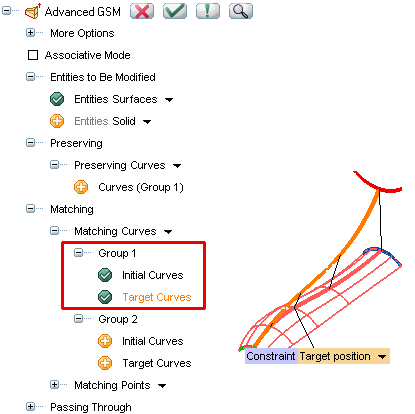 Advanced GSM
More Options
Associative Mode
Entities to Be Modified
Entities Surfaces
Entities Solid
Preserving
Preserving Curves
Curves (Group 1)
Matching
Matching Curves
Group 1
Initial Curves
Target Curves
Group 2
Initial Curves
Target Curves
Matching Points
Passing Through
Constraint Target position